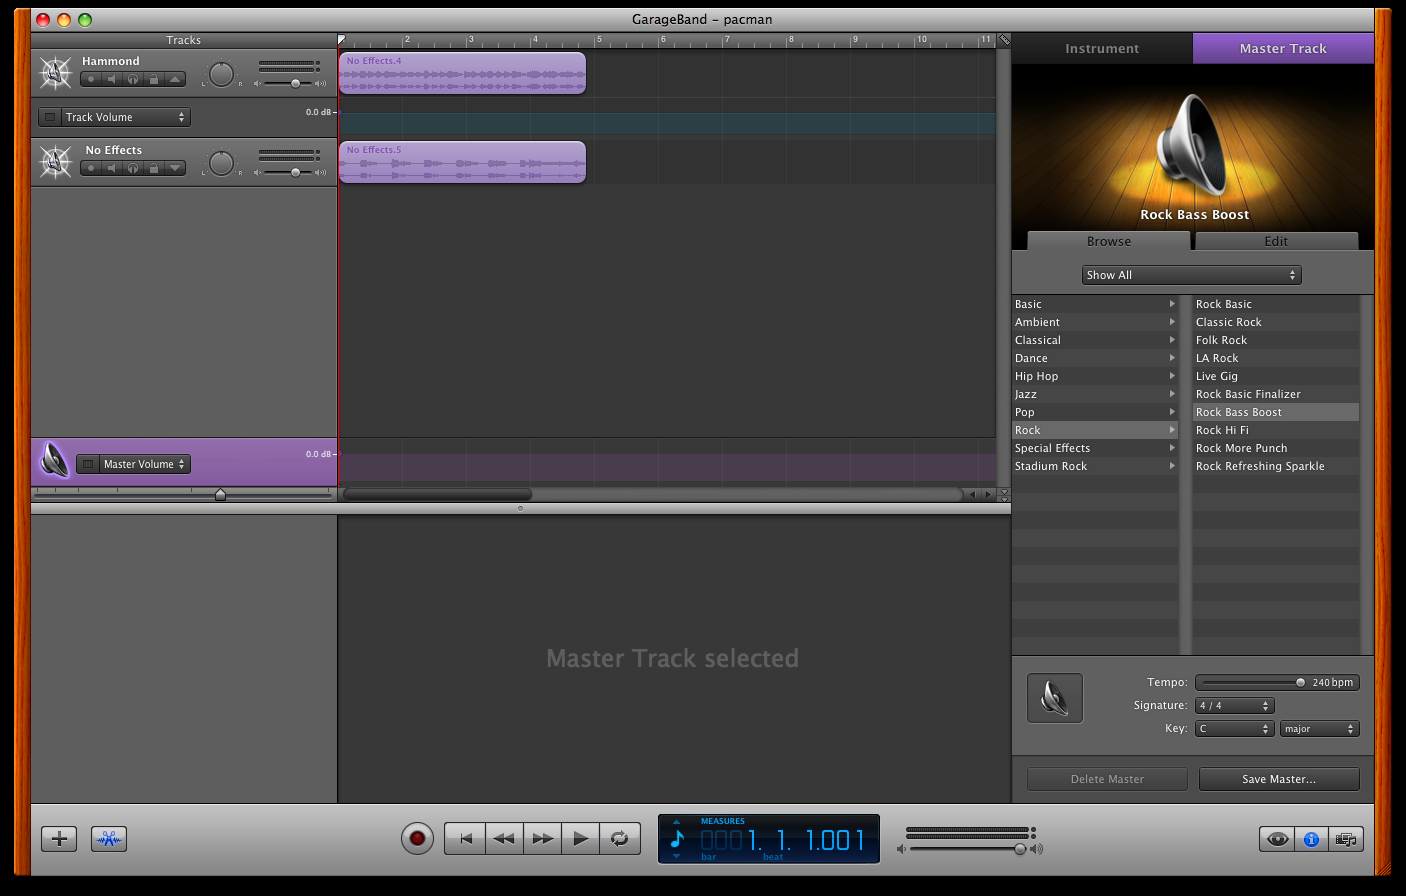 GarageBand – pacman
Tracks
2 3 4 5 6 7 8 9 10 11
Hammond
L R
Track Volume
0.0 dB
No Effects
L R
No Effects.4
No Effects.5
Master Volume
0.0 dB
Master Track selected
Instrument
Master Track
Rock Bass Boost
Browse
Edit
Show All
Basic
Ambient
Classical
Dance
Hip Hop
Jazz
Pop
Rock
Special Effects
Stadium Rock
Rock Basic
Classic Rock
Folk Rock
LA Rock
Live Gig
Rock Basic Finalizer
Rock Bass Boost
Rock Hi Fi
Rock More Punch
Rock Refreshing Sparkle
Tempo: 240 bpm
Signature: 4 / 4
Key: C major
Delete Master
Save Master...
MEASURES
1. 1. 1.001
bar beat